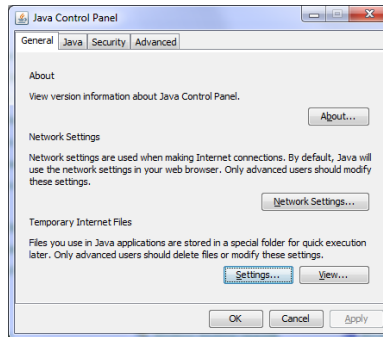 Java Control Panel
General Java Security Advanced
About
View version information about Java Control Panel.
About...
Network Settings
Network settings are used when making Internet connections. By default, Java will
use the network settings in your web browser. Only advanced users should modify
these settings.
Network Settings...
Temporary Internet Files
Files you use in Java applications are stored in a special folder for quick execution
later. Only advanced users should delete files or modify these settings.
Settings... View...
OK Cancel Apply